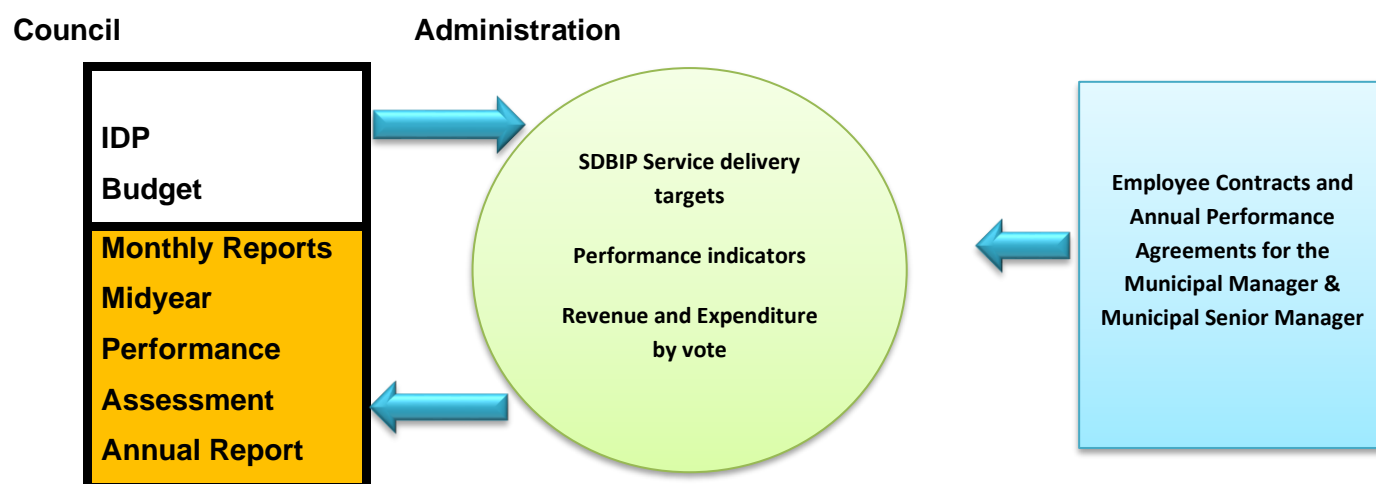 Council
Administration
IDP
Budget
Monthly Reports
Midyear
Performance
Assessment
Annual Report
SDBIP Service delivery
targets
Performance indicators
Revenue and Expenditure
by vote
Employee Contracts and
Annual Performance
Agreements for the
Municipal Manager &
Municipal Senior Manager